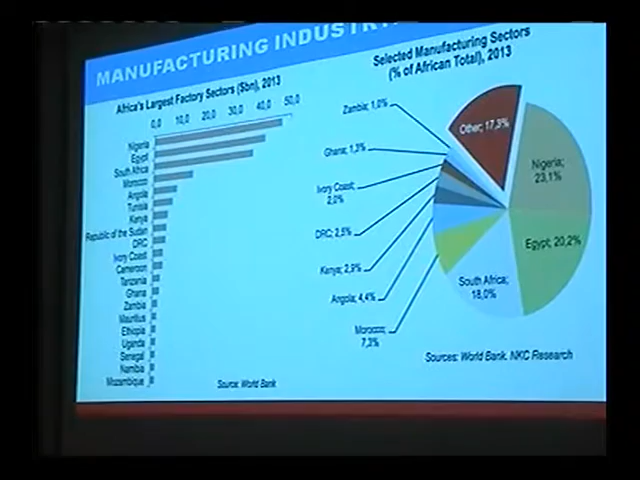 MANUFACTURING INDUSTRY
Africa's Largest Factory Sectors ($bn), 2013
0,0 10,0 20,0 30,0 40,0 50,0
Nigeria
Egypt
South Africa
Morocco
Angola
Tunisia
Kenya
Republic of the Sudan
DRC
Ivory Coast
Cameroon
Tanzania
Ghana
Zambia
Mauritius
Ethiopia
Uganda
Senegal
Namibia
Mozambique
Source: World Bank
Selected Manufacturing Sectors
(% of African Total), 2013
Zambia; 1,0%
Other; 17,3%
Ghana; 1,3%
Nigeria;
23,1%
Ivory Coast;
2,0%
DRC; 2,5%
Egypt; 20,2%
Kenya; 2,9%
South Africa;
18,0%
Angola; 4,4%
Morocco;
7,3%
Sources: World Bank. NKC Research